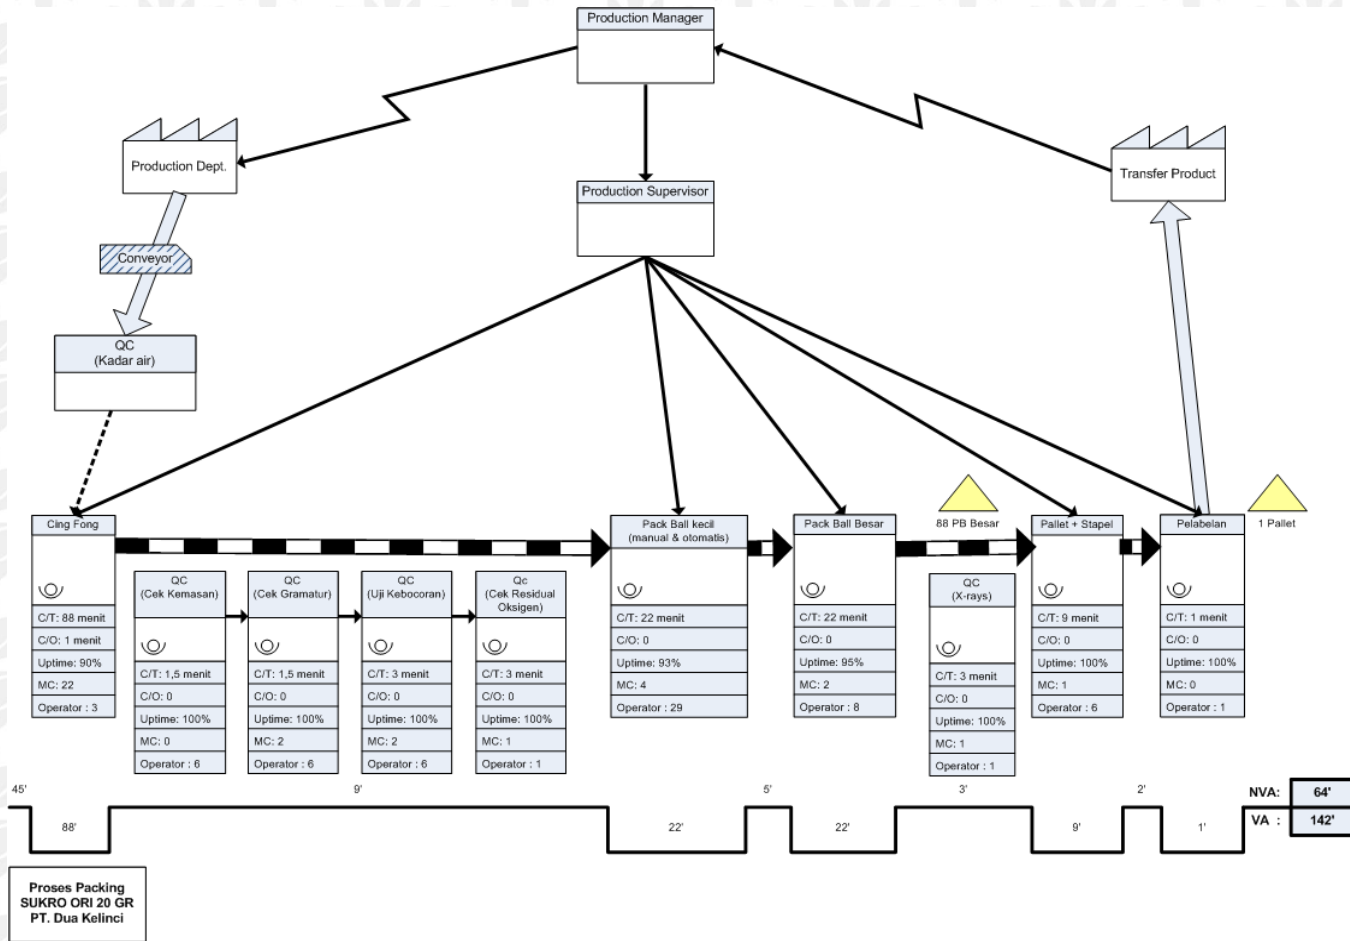 Production Manager
Production Dept.
Transfer Product
Production Supervisor
Conveyor
QC
(Kadar air)
Cing Fong
C/T: 88 menit
C/O: 1 menit
Uptime: 90%
MC: 22
Operator : 3
QC
(Cek Kemasan)
C/T: 1,5 menit
C/O: 0
Uptime: 100%
MC: 0
Operator : 6
QC
(Cek Gramatur)
C/T: 1,5 menit
C/O: 0
Uptime: 100%
MC: 2
Operator : 6
QC
(Uji Kebocoran)
C/T: 3 menit
C/O: 0
Uptime: 100%
MC: 2
Operator : 6
Qc
(Cek Residual
Oksigen)
C/T: 3 menit
C/O: 0
Uptime: 100%
MC: 1
Operator : 1
Pack Ball kecil
(manual & otomatis)
C/T: 22 menit
C/O: 0
Uptime: 93%
MC: 4
Operator : 29
Pack Ball Besar
C/T: 22 menit
C/O: 0
Uptime: 95%
MC: 2
Operator : 8
88 PB Besar
QC
(X-rays)
C/T: 3 menit
C/O: 0
Uptime: 100%
MC: 1
Operator : 1
Pallet + Stapel
C/T: 9 menit
C/O: 0
Uptime: 100%
MC: 1
Operator : 6
Pelabelan
C/T: 1 menit
C/O: 0
Uptime: 100%
MC: 0
Operator : 1
1 Pallet
45' 9' 5' 3' 2'
NVA: 64'
88' 22' 22' 9' 1'
VA : 142'
Proses Packing
SUKRO ORI 20 GR
PT. Dua Kelinci